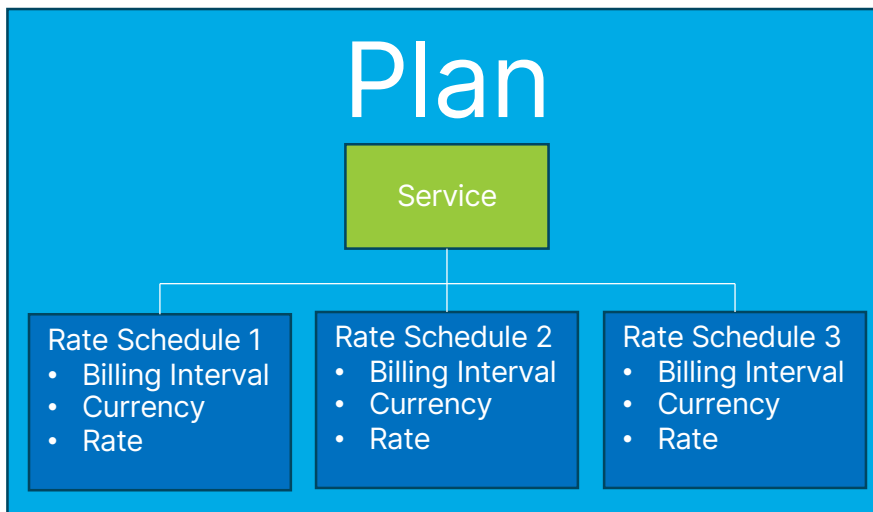 Plan
Service
Rate Schedule 1
• Billing Interval
• Currency
• Rate
Rate Schedule 2
• Billing Interval
• Currency
• Rate
Rate Schedule 3
• Billing Interval
• Currency
• Rate